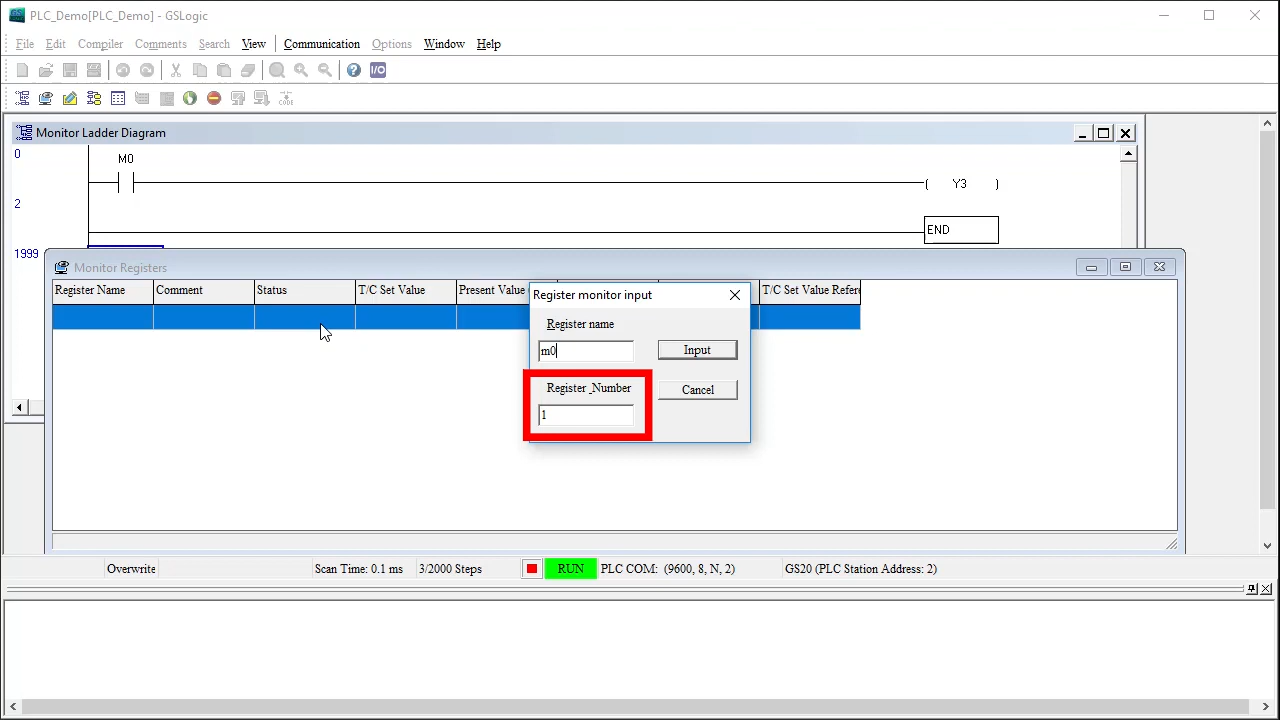 PLC_Demo[PLC_Demo] - GSLogic
File Edit Compiler Comments Search View Communication Options Window Help
I/O
CODE
Monitor Ladder Diagram
0
M0
( Y3 )
2
END
1999
Monitor Registers
Register Name Comment Status T/C Set Value Present Value T/C Set Value Refere
Register monitor input
Register name
m0
Input
Register _Number
1
Cancel
Overwrite Scan Time: 0.1 ms 3/2000 Steps RUN PLC COM: (9600, 8, N, 2) GS20 (PLC Station Address: 2)